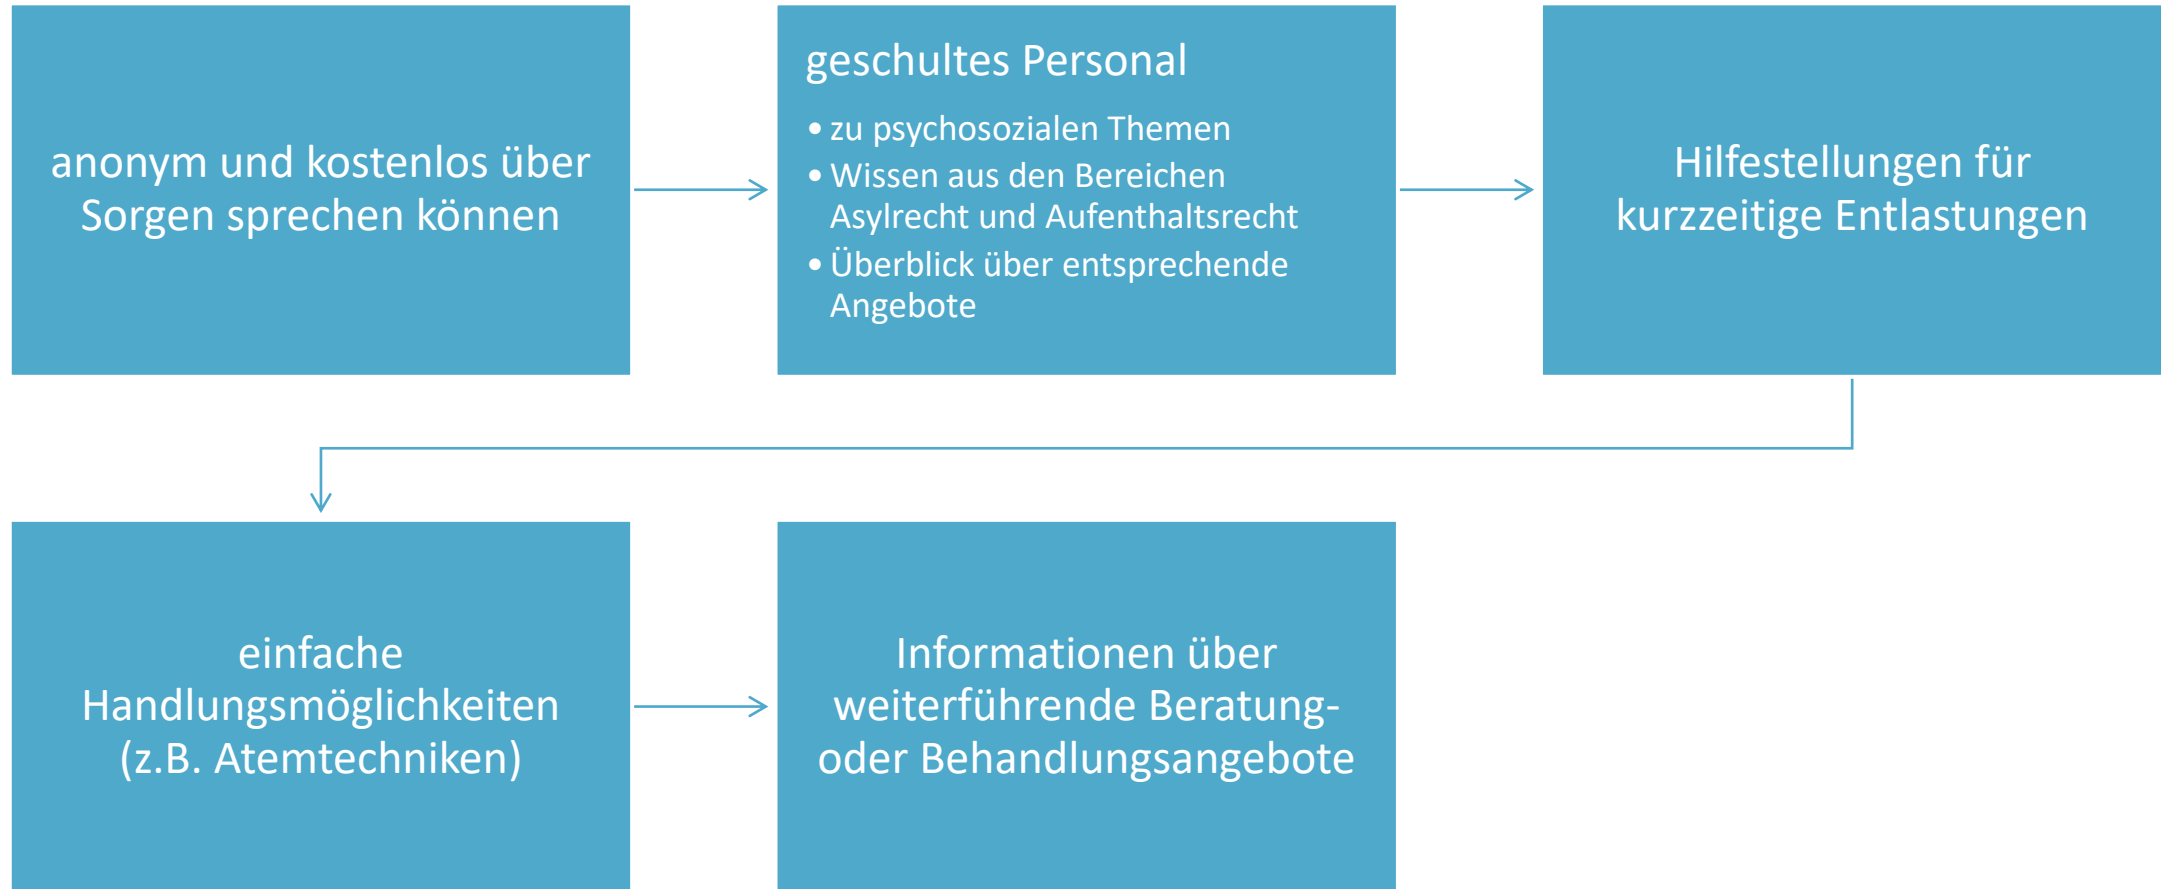 anonym und kostenlos über
Sorgen sprechen können
geschultes Personal
• zu psychosozialen Themen
• Wissen aus den Bereichen
Asylrecht und Aufenthaltsrecht
• Überblick über entsprechende
Angebote
Hilfestellungen für
kurzzeitige Entlastungen
einfache
Handlungsmöglichkeiten
(z.B. Atemtechniken)
Informationen über
weiterführende Beratung-
oder Behandlungsangebote